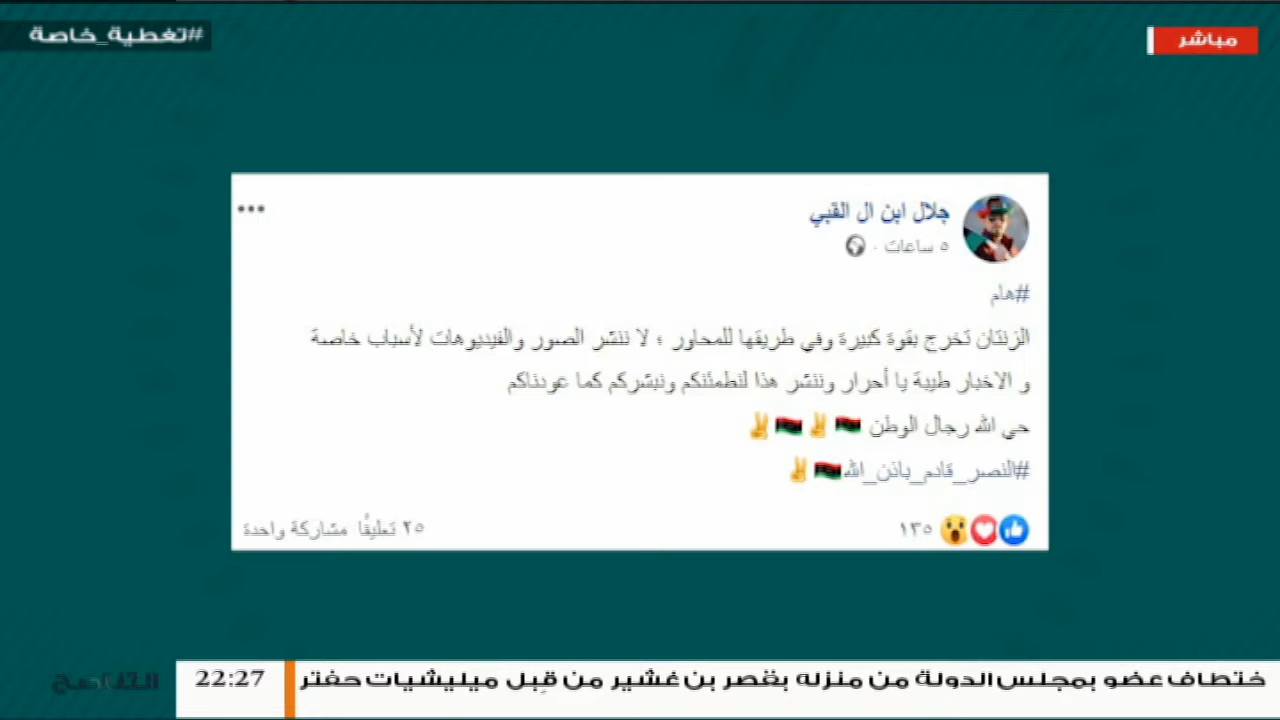 #تغطية_خاصة
مباشر
جلال ابن ال القبي
٥ ساعات ·
#هام
الزنتان تخرج بقوة كبيرة وفي طريقها للمحاور ؛ لا ننشر الصور والفيديوهات لأسباب خاصة
و الاخبار طيبة يا أحرار وننشر هذا لنطمئنكم ونبشركم كما عودناكم
حى الله رجال الوطن 🇱🇾✌️🇱🇾✌️
#النصر_قادم_باذن_الله🇱🇾✌️
١٣٥
٢٥ تعليقًا مشاركة واحدة
22:27
ختطاف عضو بمجلس الدولة من منزله بقصر بن غشير من قِبل ميليشيات حفتر